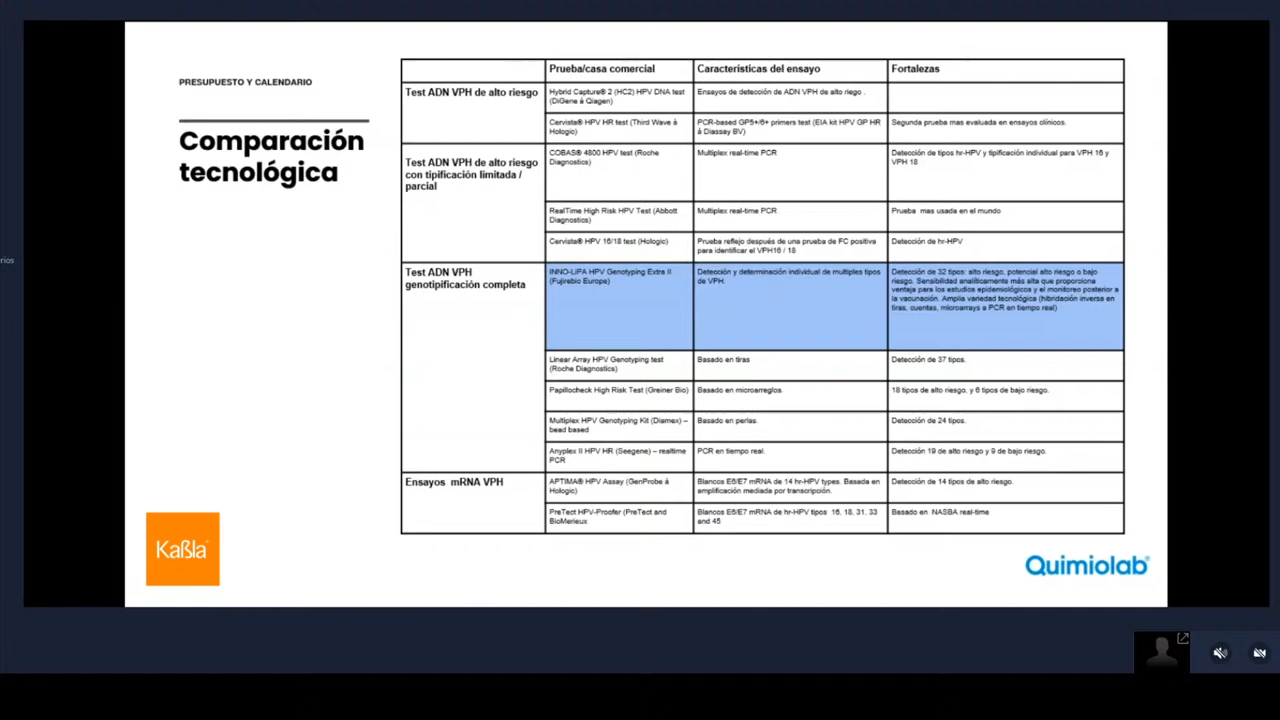 PRESUPUESTO Y CALENDARIO
Comparación
tecnológica
Prueba/casa comercial
Características del ensayo
Fortalezas
Test ADN VPH de alto riesgo
Hybrid Capture® 2 (HC2) HPV DNA test
(DiGene á Qiagen)
Ensayos de detección de ADN VPH de alto riego .
Cervista® HPV HR test (Third Wave à
Hologic)
PCR-based GP5+/6+ primers test (EIA kit HPV GP HR
á Diassay BV)
Segunda prueba mas evaluada en ensayos clínicos.
Test ADN VPH de alto riesgo
con tipificación limitada /
parcial
COBAS® 4800 HPV test (Roche
Diagnostics)
Multiplex real-time PCR
Detección de tipos hr-HPV y tipificación individual para VPH 16 y
VPH 18
RealTime High Risk HPV Test (Abbott
Diagnostics)
Multiplex real-time PCR
Prueba mas usada en el mundo
Cervista® HPV 16/18 test (Hologic)
Prueba reflejo después de una prueba de FC positiva
para identificar el VPH16 / 18
Detección de hr-HPV
Test ADN VPH
genotipificación completa
INNO-LiPA HPV Genotyping Extra II
(Fujirebio Europe)
Detección y determinación individual de multiples tipos
de VPH.
Detección de 32 tipos: alto riesgo, potencial alto riesgo o bajo
riesgo. Sensibilidad analíticamente más alta que proporciona
ventaja para los estudios epidemiológicos y el monitoreo posterior a
la vacunación. Amplia variedad tecnológica (hibridación inversa en
tiras, cuentas, microarrays a PCR en tiempo real)
Linear Array HPV Genotyping test
(Roche Diagnostics)
Basado en tiras
Detección de 37 tipos.
Papillocheck High Risk Test (Greiner Bio)
Basado en microarreglos
18 tipos de alto riesgo, y 6 tipos de bajo riesgo.
Multiplex HPV Genotyping Kit (Diamex) –
bead based
Basado en perlas.
Detección de 24 tipos.
Anyplex II HPV HR (Seegene) – realtime
PCR
PCR en tiempo real.
Detección 19 de alto riesgo y 9 de bajo riesgo.
Ensayos mRNA VPH
APTIMA® HPV Assay (GenProbe á
Hologic)
Blancos E6/E7 mRNA de 14 hr-HPV types. Basada en
amplificación mediada por transcripción.
Detección de 14 tipos de alto riesgo.
PreTect HPV-Proofer (PreTect and
BioMerieux
Blancos E6/E7 mRNA de hr-HPV tipos 16, 18, 31, 33
and 45
Basado en NASBA real-time
Kaßla
Quimiolab
rios